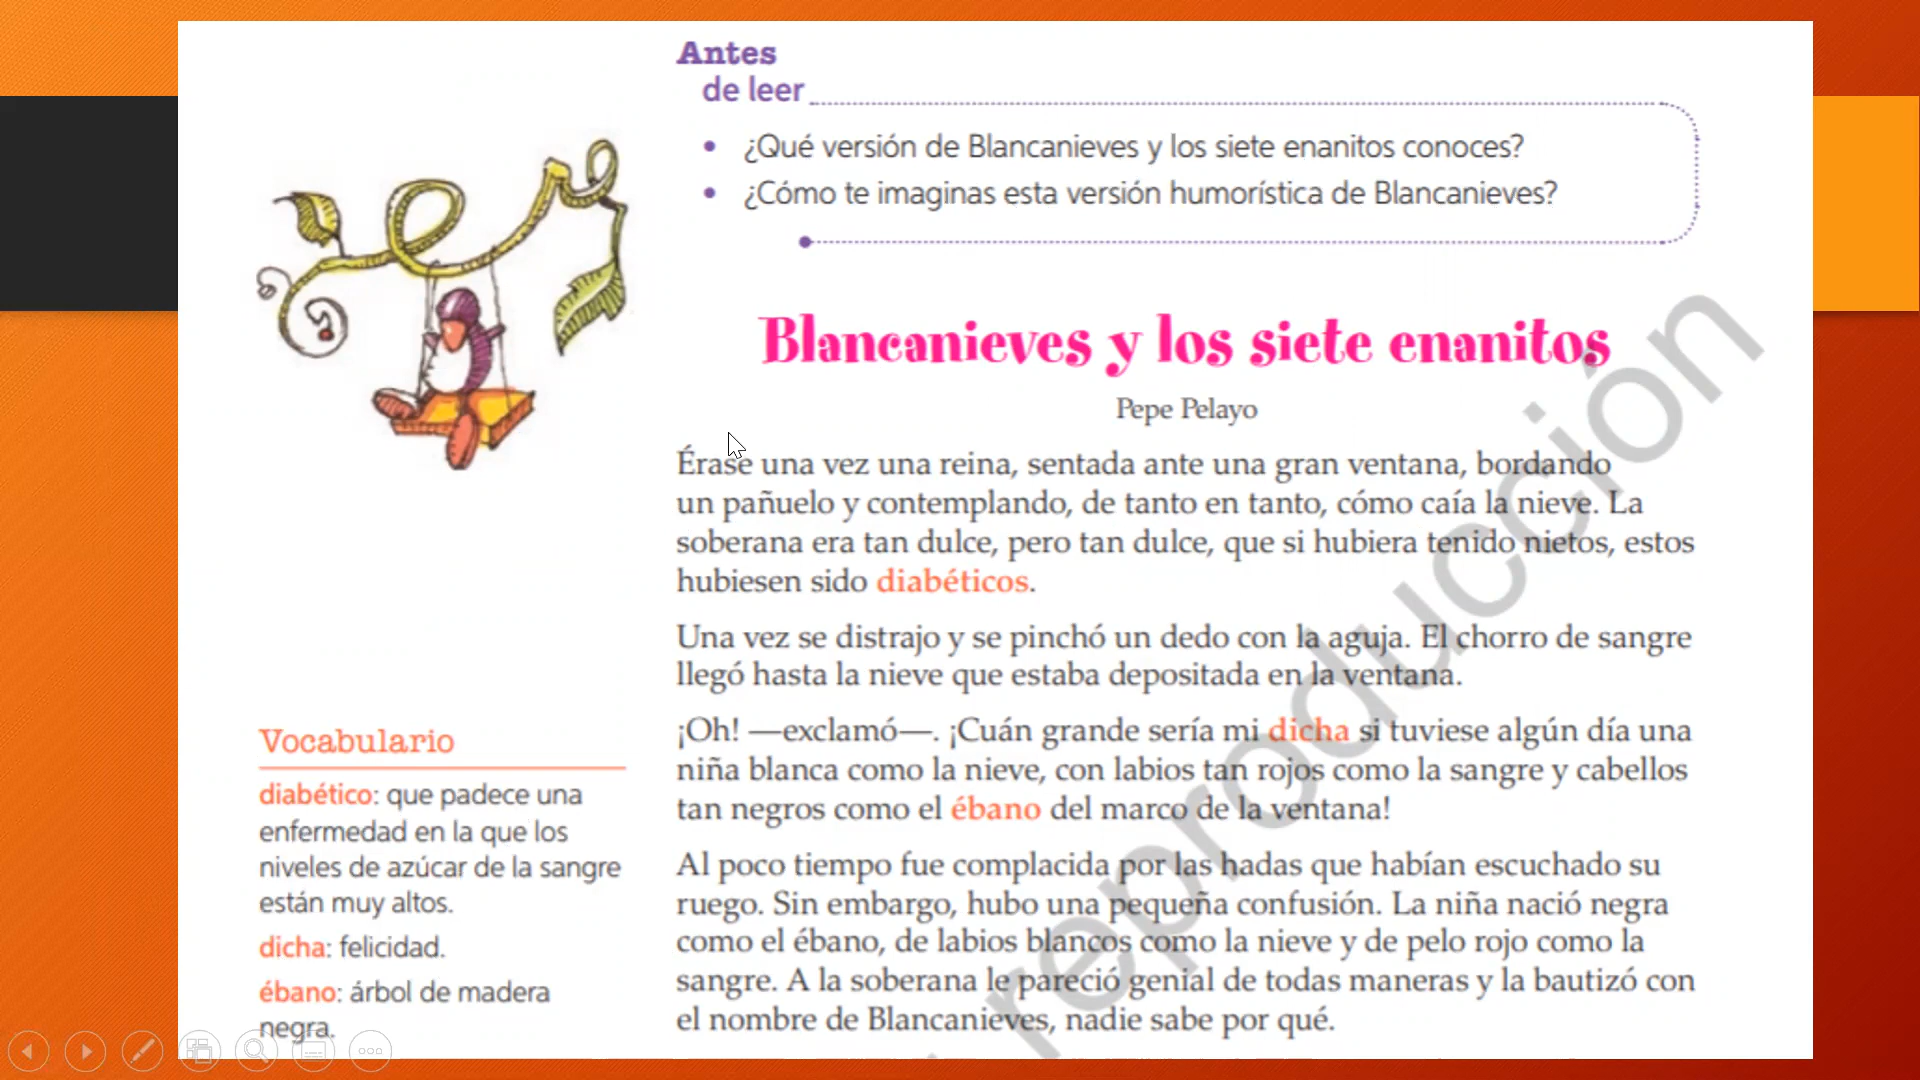 Antes
de leer
• ¿Qué versión de Blancanieves y los siete enanitos conoces?
• ¿Cómo te imaginas esta versión humorística de Blancanieves?
Blancanieves y los siete enanitos
Pepe Pelayo
Érase una vez una reina, sentada ante una gran ventana, bordando
un pañuelo y contemplando, de tanto en tanto, cómo caía la nieve. La
soberana era tan dulce, pero tan dulce, que si hubiera tenido nietos, estos
hubiesen sido diabéticos.
Una vez se distrajo y se pinchó un dedo con la aguja. El chorro de sangre
llegó hasta la nieve que estaba depositada en la ventana.
¡Oh! —exclamó—. ¡Cuán grande sería mi dicha si tuviese algún día una
niña blanca como la nieve, con labios tan rojos como la sangre y cabellos
tan negros como el ébano del marco de la ventana!
Al poco tiempo fue complacida por las hadas que habían escuchado su
ruego. Sin embargo, hubo una pequeña confusión. La niña nació negra
como el ébano, de labios blancos como la nieve y de pelo rojo como la
sangre. A la soberana le pareció genial de todas maneras y la bautizó con
el nombre de Blancanieves, nadie sabe por qué.
Vocabulario
diabético: que padece una
enfermedad en la que los
niveles de azúcar de la sangre
están muy altos.
dicha: felicidad.
ébano: árbol de madera
negra.
reproducción